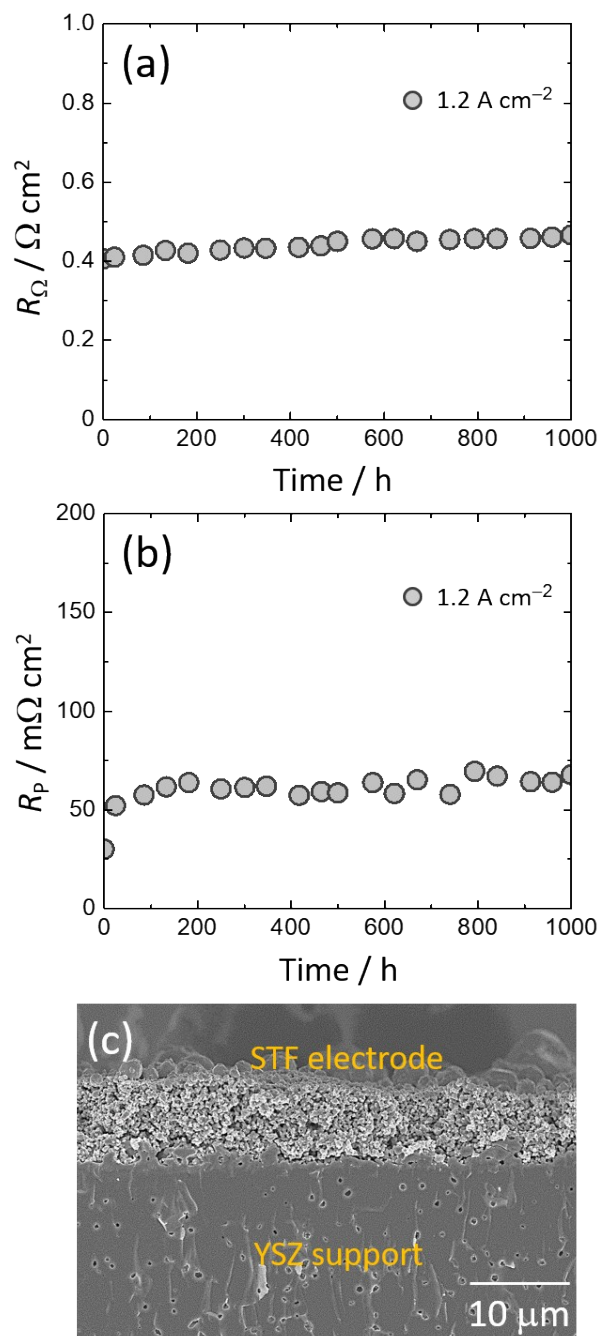 (a)
1.0
0.8
0.6
0.4
0.2
0
1.2 A cm⁻²
R_Ω / Ω cm²
0 200 400 600 800 1000
Time / h
(b)
200
150
100
50
0
1.2 A cm⁻²
R_P / mΩ cm²
0 200 400 600 800 1000
Time / h
(c)
STF electrode
YSZ support
10 μm